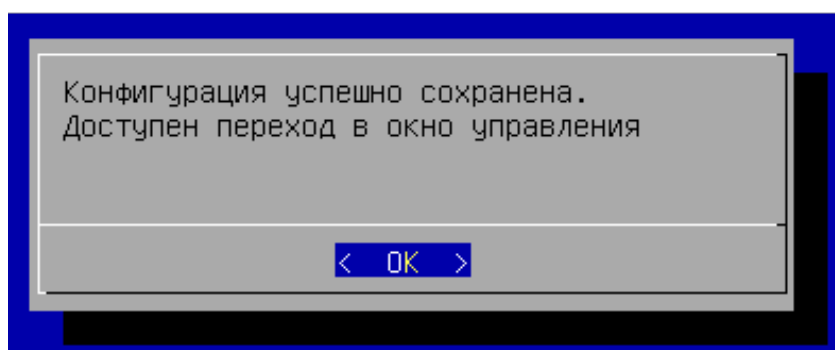 Конфигурация успешно сохранена.
Доступен переход в окно управления
< OK >